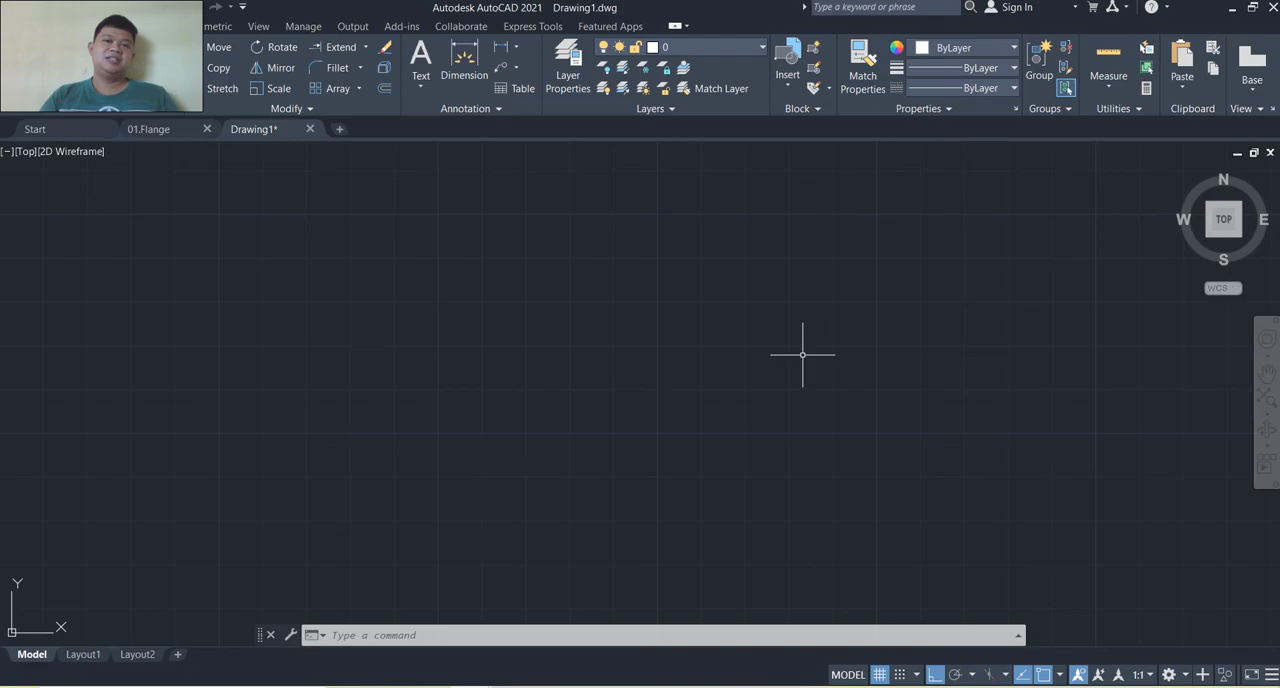 Autodesk AutoCAD 2021 Drawing1.dwg
Type a keyword or phrase
Sign In
metric View Manage Output Add-ins Collaborate Express Tools Featured Apps
Move Rotate Extend
Copy Mirror Fillet
Stretch Scale Array
Modify
Text
Dimension
Table
Annotation
Layer
Properties
0
Match Layer
Layers
Insert
Block
Match
Properties
ByLayer
ByLayer
ByLayer
Properties
Group
Groups
Measure
Utilities
Paste
Clipboard
Base
View
Start 01.Flange Drawing1*
[−][Top][2D Wireframe]
N
W TOP E
S
WCS
Y
X
Type a command
Model Layout1 Layout2
MODEL 1:1